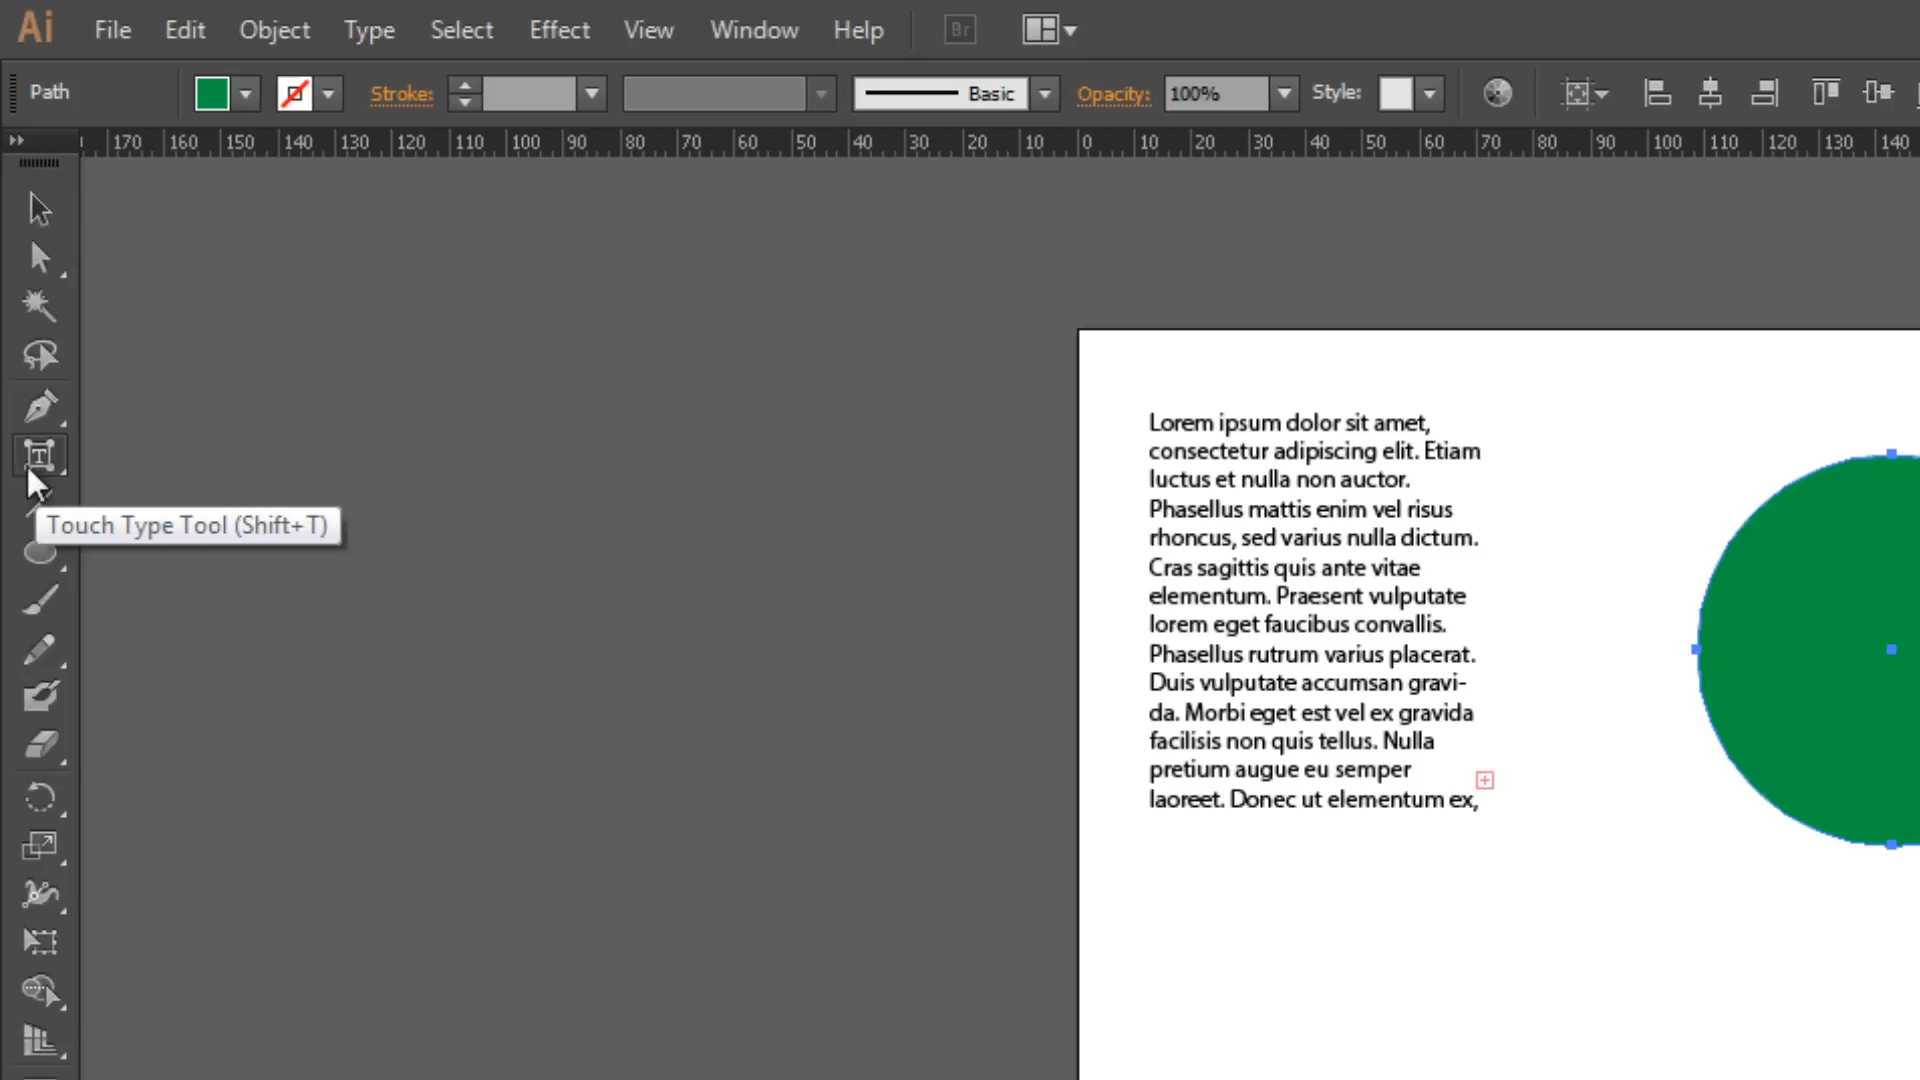 Ai File Edit Object Type Select Effect View Window Help Br
Path Stroke: Basic Opacity: 100% Style:
170 160 150 140 130 120 110 100 90 80 70 60 50 40 30 20 10 0 10 20 30 40 50 60 70 80 90 100 110 120 130 140
Touch Type Tool (Shift+T)
Lorem ipsum dolor sit amet,
consectetur adipiscing elit. Etiam
luctus et nulla non auctor.
Phasellus mattis enim vel risus
rhoncus, sed varius nulla dictum.
Cras sagittis quis ante vitae
elementum. Praesent vulputate
lorem eget faucibus convallis.
Phasellus rutrum varius placerat.
Duis vulputate accumsan gravi-
da. Morbi eget est vel ex gravida
facilisis non quis tellus. Nulla
pretium augue eu semper
laoreet. Donec ut elementum ex,